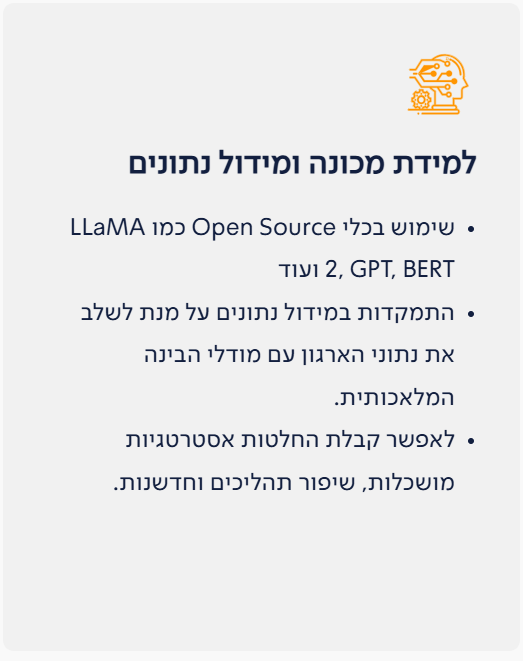 למידת מכונה ומידול נתונים
• שימוש בכלי Open Source כמו LLaMA
2, GPT, BERT ועוד
• התמקדות במידול נתונים על מנת לשלב
את נתוני הארגון עם מודלי הבינה
המלאכותית.
• לאפשר קבלת החלטות אסטרטגיות
מושכלות, שיפור תהליכים וחדשנות.